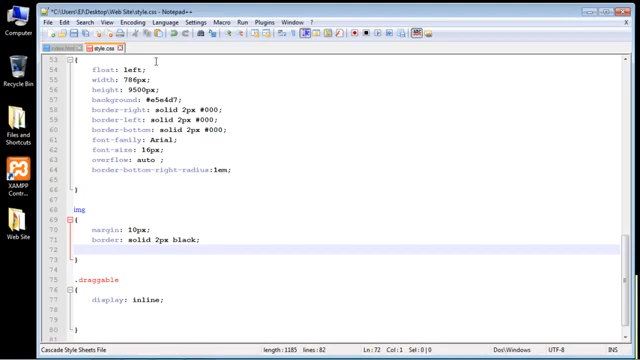 *C:\Users\EJ\Desktop\Web Site\style.css - Notepad++
File Edit Search View Encoding Language Settings Macro Run Plugins Window ?
index.html style.css
Computer
Recycle Bin
Files and Shortcuts
XAMPP Contr...
Web Site
53 {
54 float: left;
55 width: 786px;
56 height: 9500px;
57 background: #e5e4d7;
58 border-right: solid 2px #000;
59 border-left: solid 2px #000;
60 border-bottom: solid 2px #000;
61 font-family: Arial;
62 font-size: 16px;
63 overflow: auto ;
64 border-bottom-right-radius:1em;
65
66 }
67
68 img
69 {
70 margin: 10px;
71 border: solid 2px black;
72
73 }
74
75 .draggable
76 {
77 display: inline;
78
79
80 }
81
Cascade Style Sheets File length : 1185 lines : 82 Ln : 72 Col : 1 Sel : 0 | 0 Dos\Windows UTF-8 INS